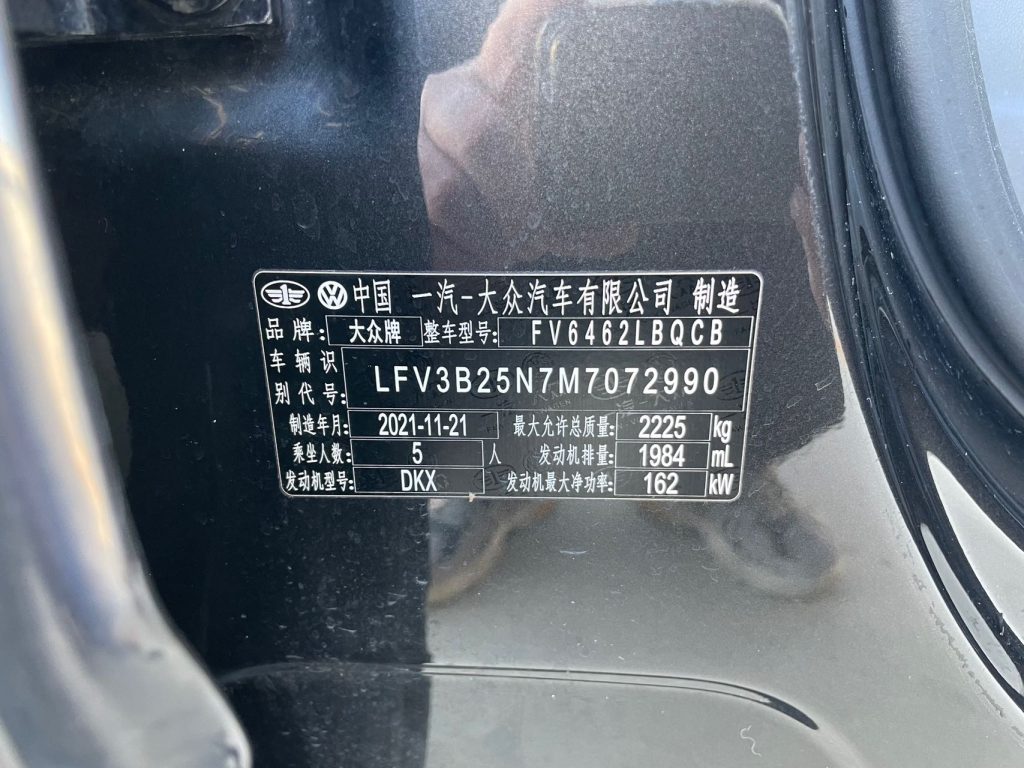 中国 一汽-大众汽车有限公司 制造
品牌: 大众牌 整车型号: FV6462LBQCB
车辆识
别代号: LFV3B25N7M7072990
制造年月: 2021-11-21 最大允许总质量: 2225 kg
乘坐人数: 5 人 发动机排量: 1984 mL
发动机型号: DKX 发动机最大净功率: 162 kW